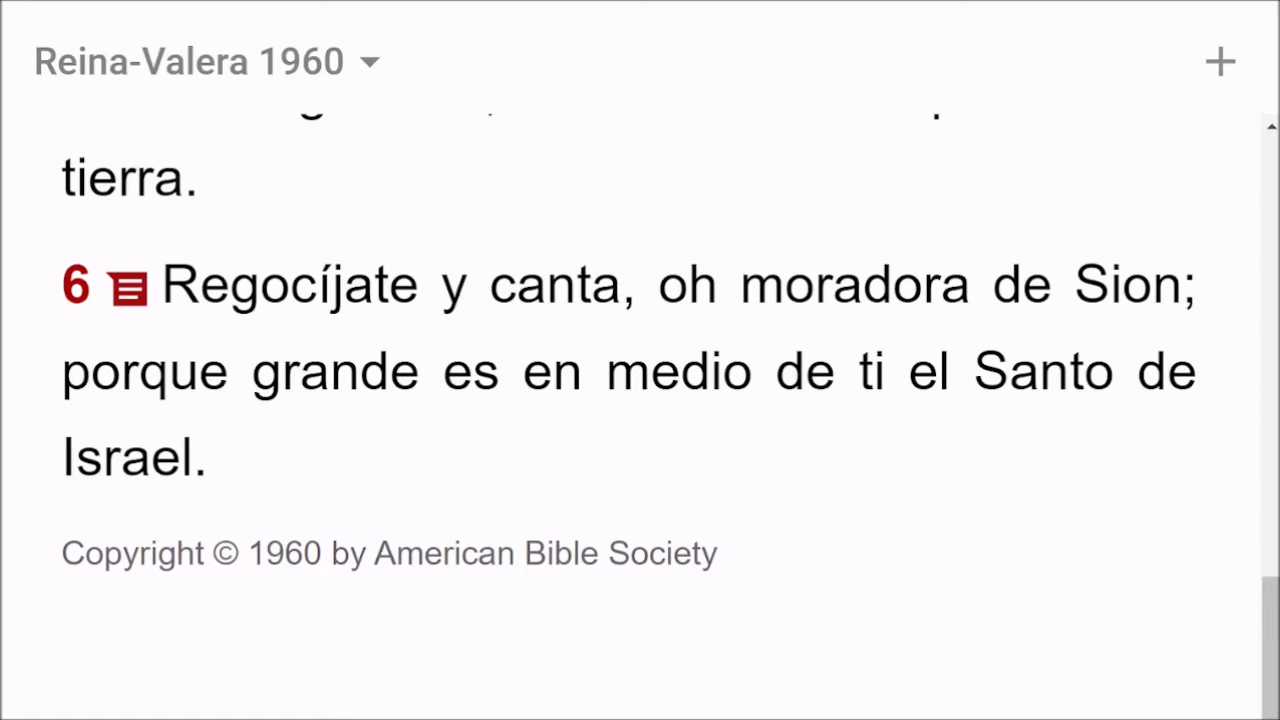 Reina-Valera 1960
tierra.
6 Regocíjate y canta, oh moradora de Sion;
porque grande es en medio de ti el Santo de
Israel.
Copyright © 1960 by American Bible Society